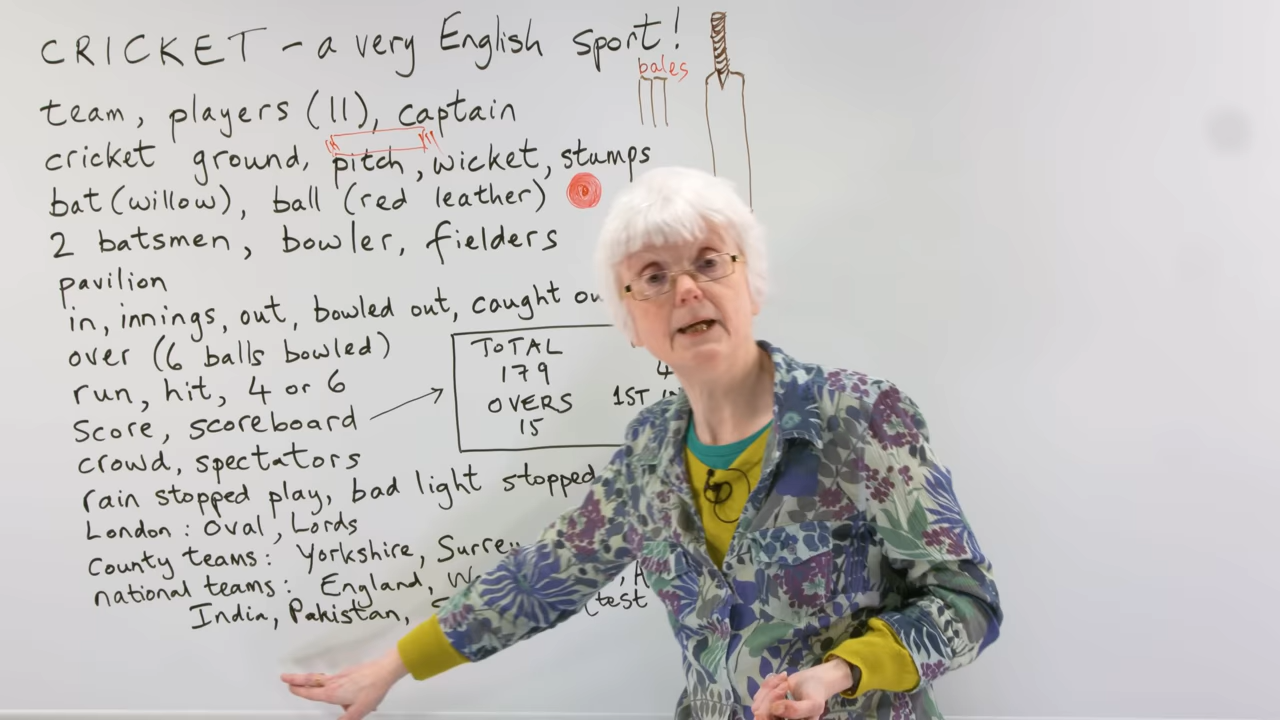 CRICKET - a very English sport!
bales
team, players (11), captain
cricket ground, pitch, wicket, stumps
bat (willow), ball (red leather)
2 batsmen, bowler, fielders
pavilion
in, innings, out, bowled out, caught
over (6 balls bowled)
run, hit, 4 or 6
Score, scoreboard
TOTAL
179
OVERS
15
4
1ST
crowd, spectators
rain stopped play, bad light stopped
London: Oval, Lords
County teams: Yorkshire,
national teams: England,
India, Pakistan,
(test